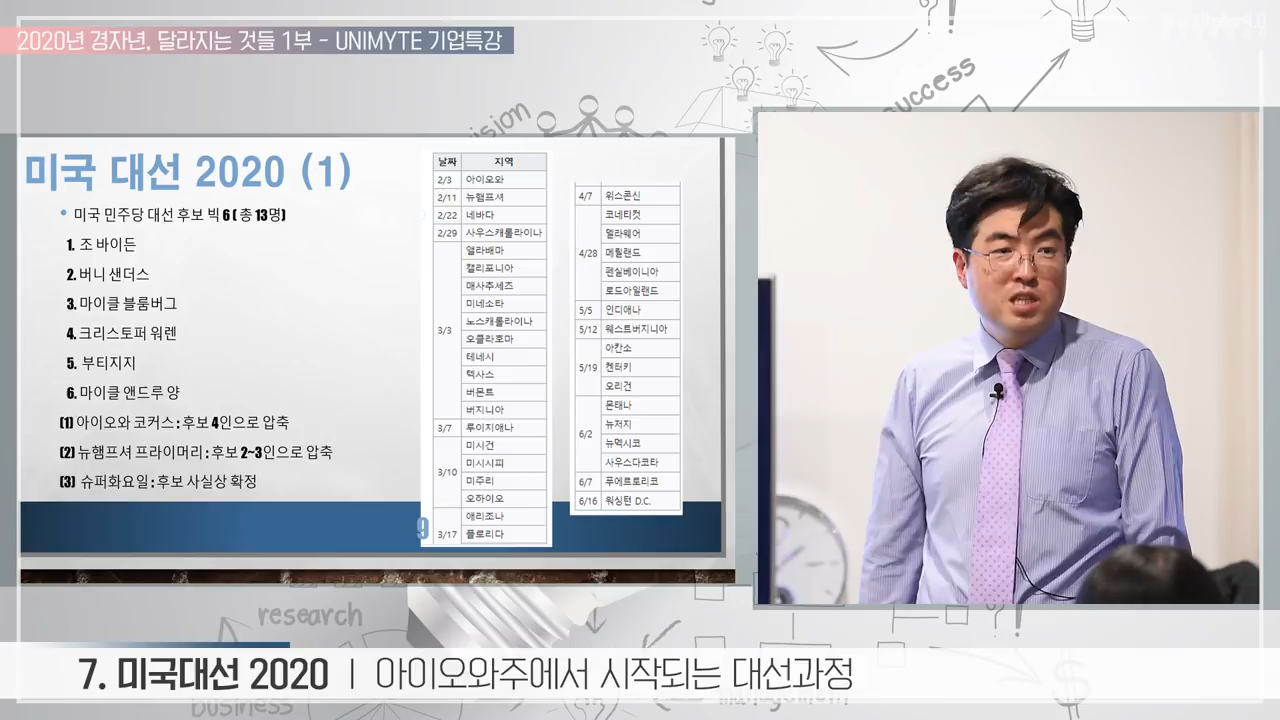 2020년 경자년, 달라지는 것들 1부 - UNIMYTE 기업특강
success
미국 대선 2020 (1)
• 미국 민주당 대선 후보 빅 6 ( 총 13명)
1. 조 바이든
2. 버니 샌더스
3. 마이클 블룸버그
4. 크리스토퍼 워렌
5. 부티지지
6. 마이클 앤드루 양
(1) 아이오와 코커스 : 후보 4인으로 압축
(2) 뉴햄프셔 프라이머리 : 후보 2~3인으로 압축
(3) 슈퍼화요일 : 후보 사실상 확정
9
날짜 지역
2/3 아이오와
2/11 뉴햄프셔
2/22 네바다
2/29 사우스캐롤라이나
3/3 앨라배마
캘리포니아
매사추세츠
미네소타
노스캐롤라이나
오클라호마
테네시
텍사스
버몬트
버지니아
3/7 루이지애나
3/10 미시건
미시시피
미주리
오하이오
3/17 애리조나
플로리다
4/7 위스콘신
4/28 코네티컷
델라웨어
메릴랜드
펜실베이니아
로드아일랜드
5/5 인디애나
5/12 웨스트버지니아
5/19 아칸소
켄터키
오리건
6/2 몬태나
뉴저지
뉴멕시코
사우스다코타
6/7 푸에르토리코
6/16 워싱턴 D.C.
research
7. 미국대선 2020 | 아이오와주에서 시작되는 대선과정
business